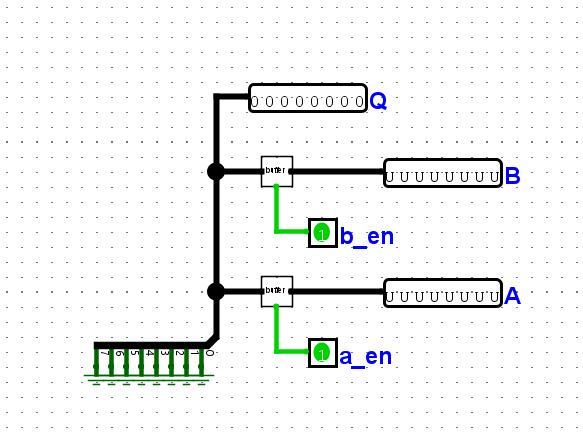 0 0 0 0 0 0 0 0 Q
buffer
U U U U U U U U B
1 b_en
buffer
U U U U U U U U A
1 a_en
7 6 5 4 3 2 1 0